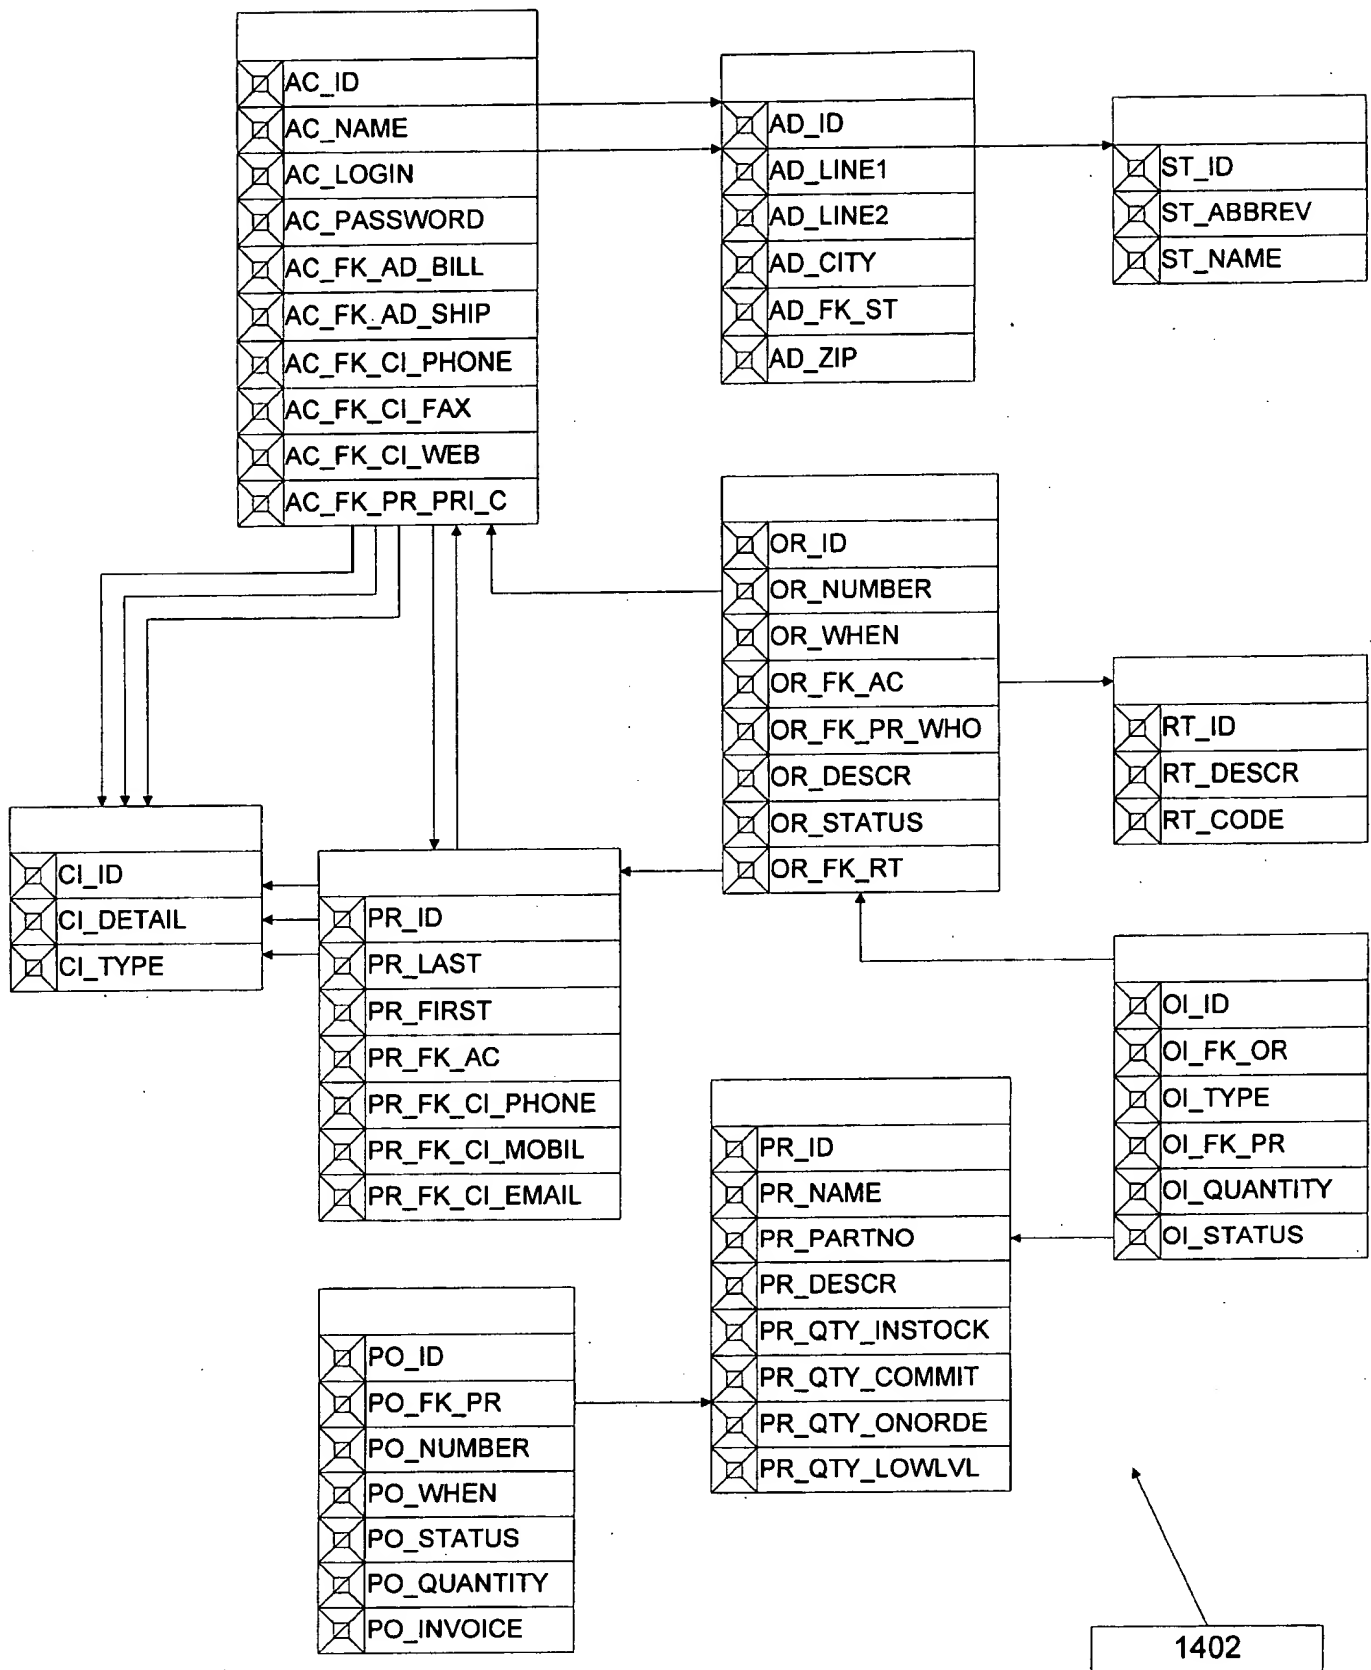 AC_ID
AC_NAME
AC_LOGIN
AC_PASSWORD
AC_FK_AD_BILL
AC_FK_AD_SHIP
AC_FK_CI_PHONE
AC_FK_CI_FAX
AC_FK_CI_WEB
AC_FK_PR_PRI_C
AD_ID
AD_LINE1
AD_LINE2
AD_CITY
AD_FK_ST
AD_ZIP
ST_ID
ST_ABBREV
ST_NAME
OR_ID
OR_NUMBER
OR_WHEN
OR_FK_AC
OR_FK_PR_WHO
OR_DESCR
OR_STATUS
OR_FK_RT
RT_ID
RT_DESCR
RT_CODE
CI_ID
CI_DETAIL
CI_TYPE
PR_ID
PR_LAST
PR_FIRST
PR_FK_AC
PR_FK_CI_PHONE
PR_FK_CI_MOBIL
PR_FK_CI_EMAIL
OI_ID
OI_FK_OR
OI_TYPE
OI_FK_PR
OI_QUANTITY
OI_STATUS
PR_ID
PR_NAME
PR_PARTNO
PR_DESCR
PR_QTY_INSTOCK
PR_QTY_COMMIT
PR_QTY_ONORDE
PR_QTY_LOWLVL
PO_ID
PO_FK_PR
PO_NUMBER
PO_WHEN
PO_STATUS
PO_QUANTITY
PO_INVOICE
1402